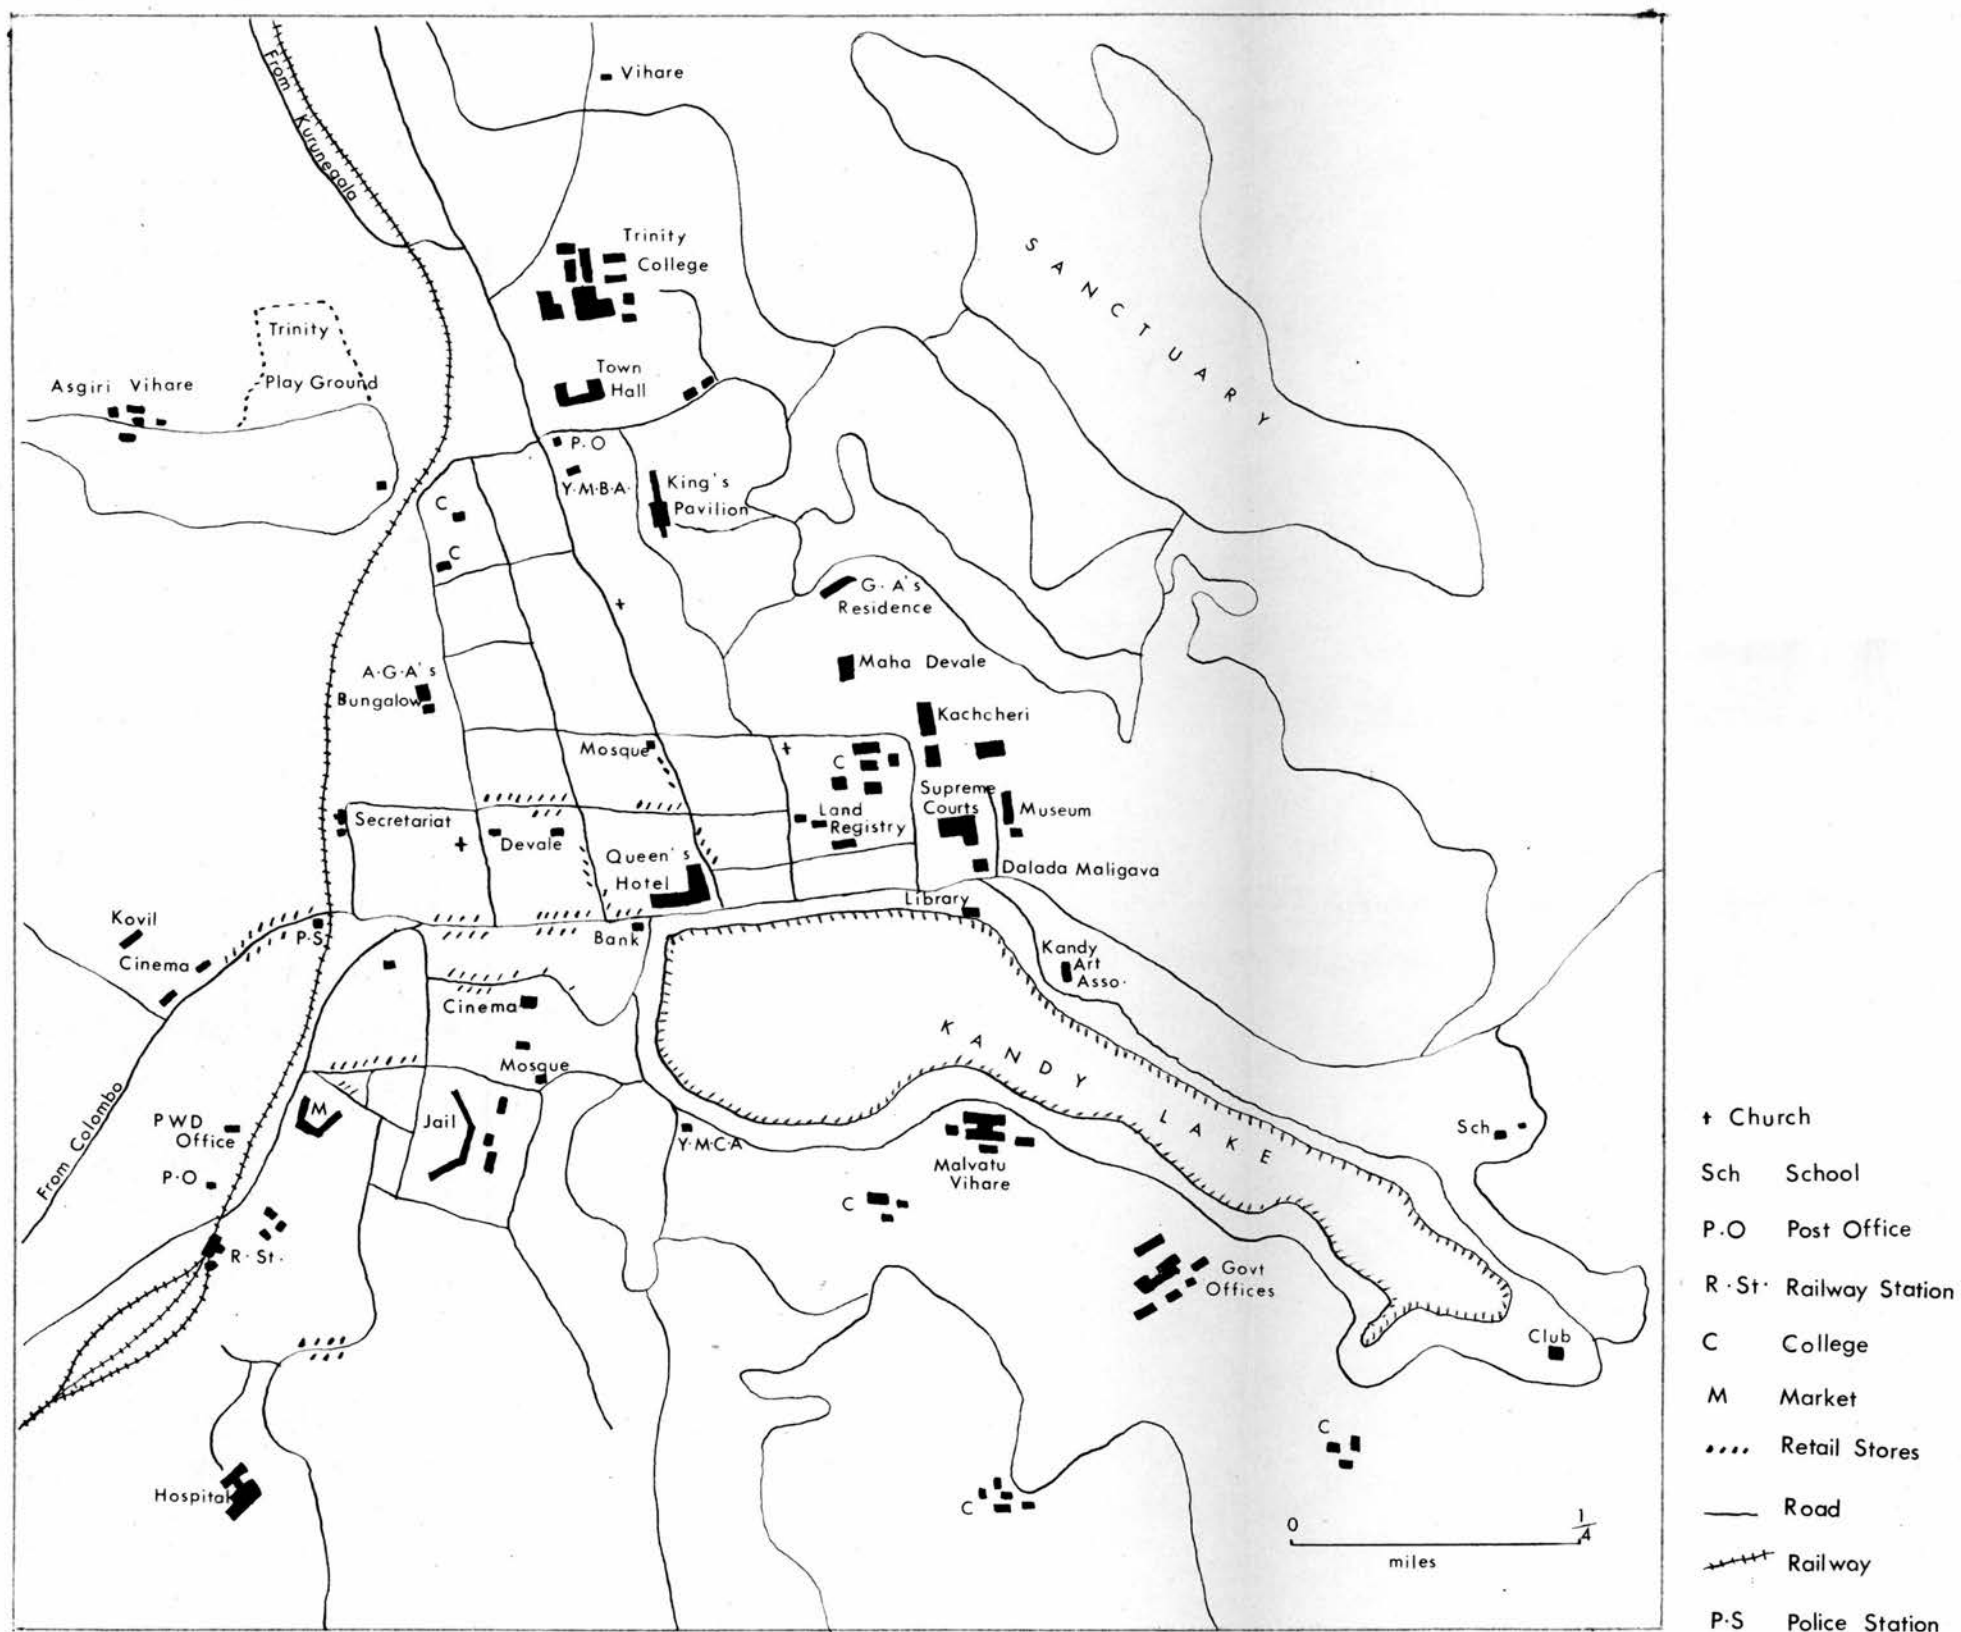 From Kurunegala
Vihare
Trinity
College
SANCTUARY
Trinity
Play Ground
Asgiri Vihare
Town
Hall
P.O
Y.M.B.A.
King's
Pavilion
C
C
G.A's
Residence
Maha Devale
A.G.A's
Bungalow
Kachcheri
Mosque
C
Supreme
Courts
Museum
Land
Registry
Secretariat
Devale
Queen's
Hotel
Dalada Maligava
Library
Kovil
P.S
Bank
Cinema
Kandy
Art
Asso.
Cinema
KANDY LAKE
Mosque
From Colombo
PWD
Office
M
Jail
Y.M.C.A
Sch
Malvatu
Vihare
P.O
C
R.St.
Govt
Offices
Club
C
Hospital
C
0 1/4
miles
† Church
Sch School
P.O Post Office
R.St. Railway Station
C College
M Market
Retail Stores
Road
Railway
P.S Police Station